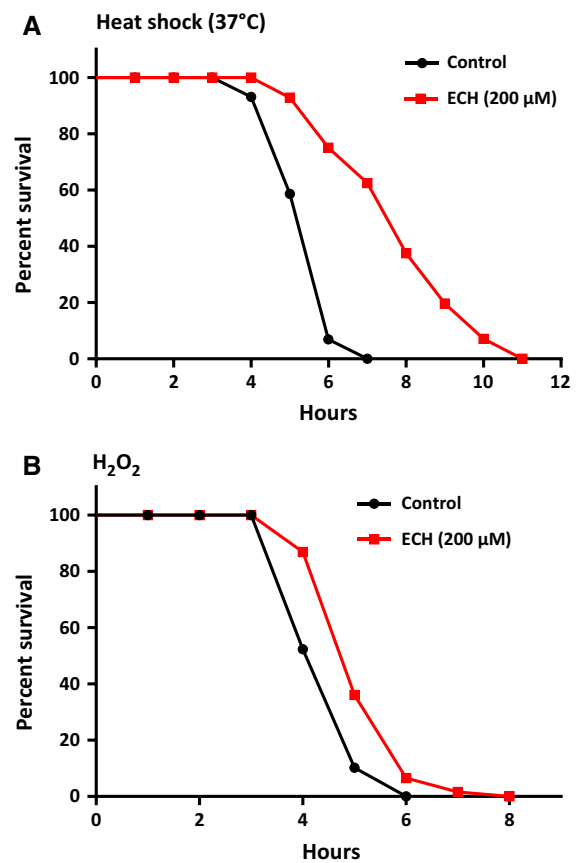 A
Heat shock (37°C)
Percent survival
100
80
60
40
20
0
0 2 4 6 8 10 12
Hours
Control
ECH (200 µM)
B
H₂O₂
Percent survival
100
80
60
40
20
0
0 2 4 6 8
Hours
Control
ECH (200 µM)